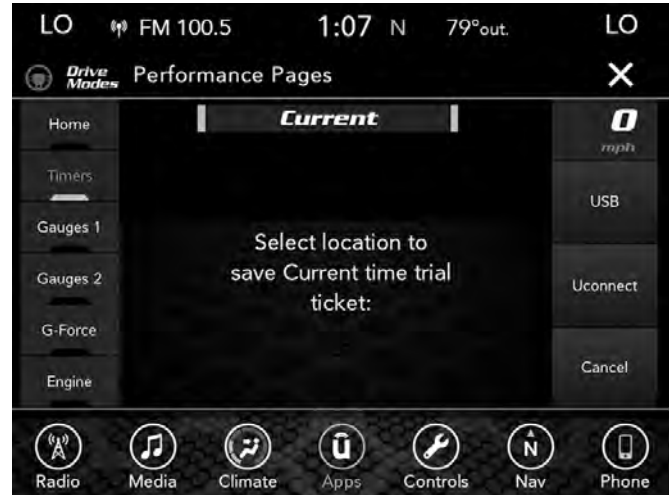 LO FM 100.5 1:07 N 79°out. LO
Drive
Modes
Performance Pages
Home
Timers
Gauges 1
Gauges 2
G-Force
Engine
Current
Select location to
save Current time trial
ticket:
0
mph
USB
Uconnect
Cancel
Radio
Media
Climate
ū
Apps
Controls
N
Nav
Phone